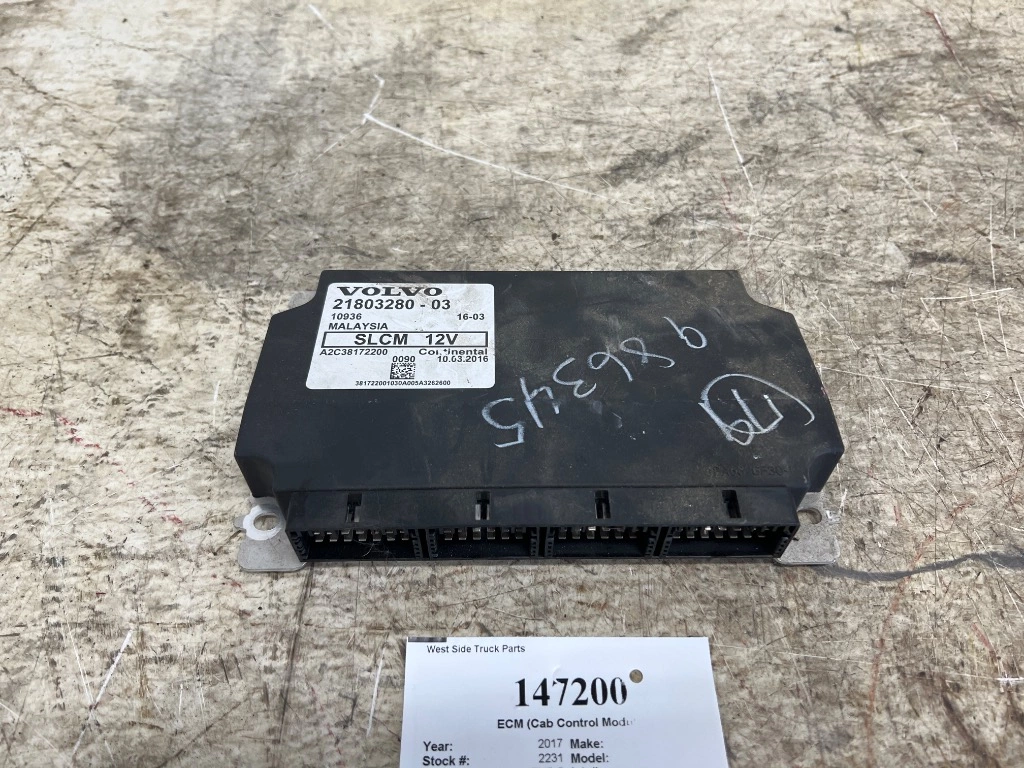 VOLVO
21803280 - 03
10936 16-03
MALAYSIA
SLCM 12V
A2C38172200 Continental
0090 10.03.2016
381722001030A005A3262600
986345
West Side Truck Parts
147200
ECM (Cab Control Modu
Year: 2017 Make:
Stock #: 2231 Model: